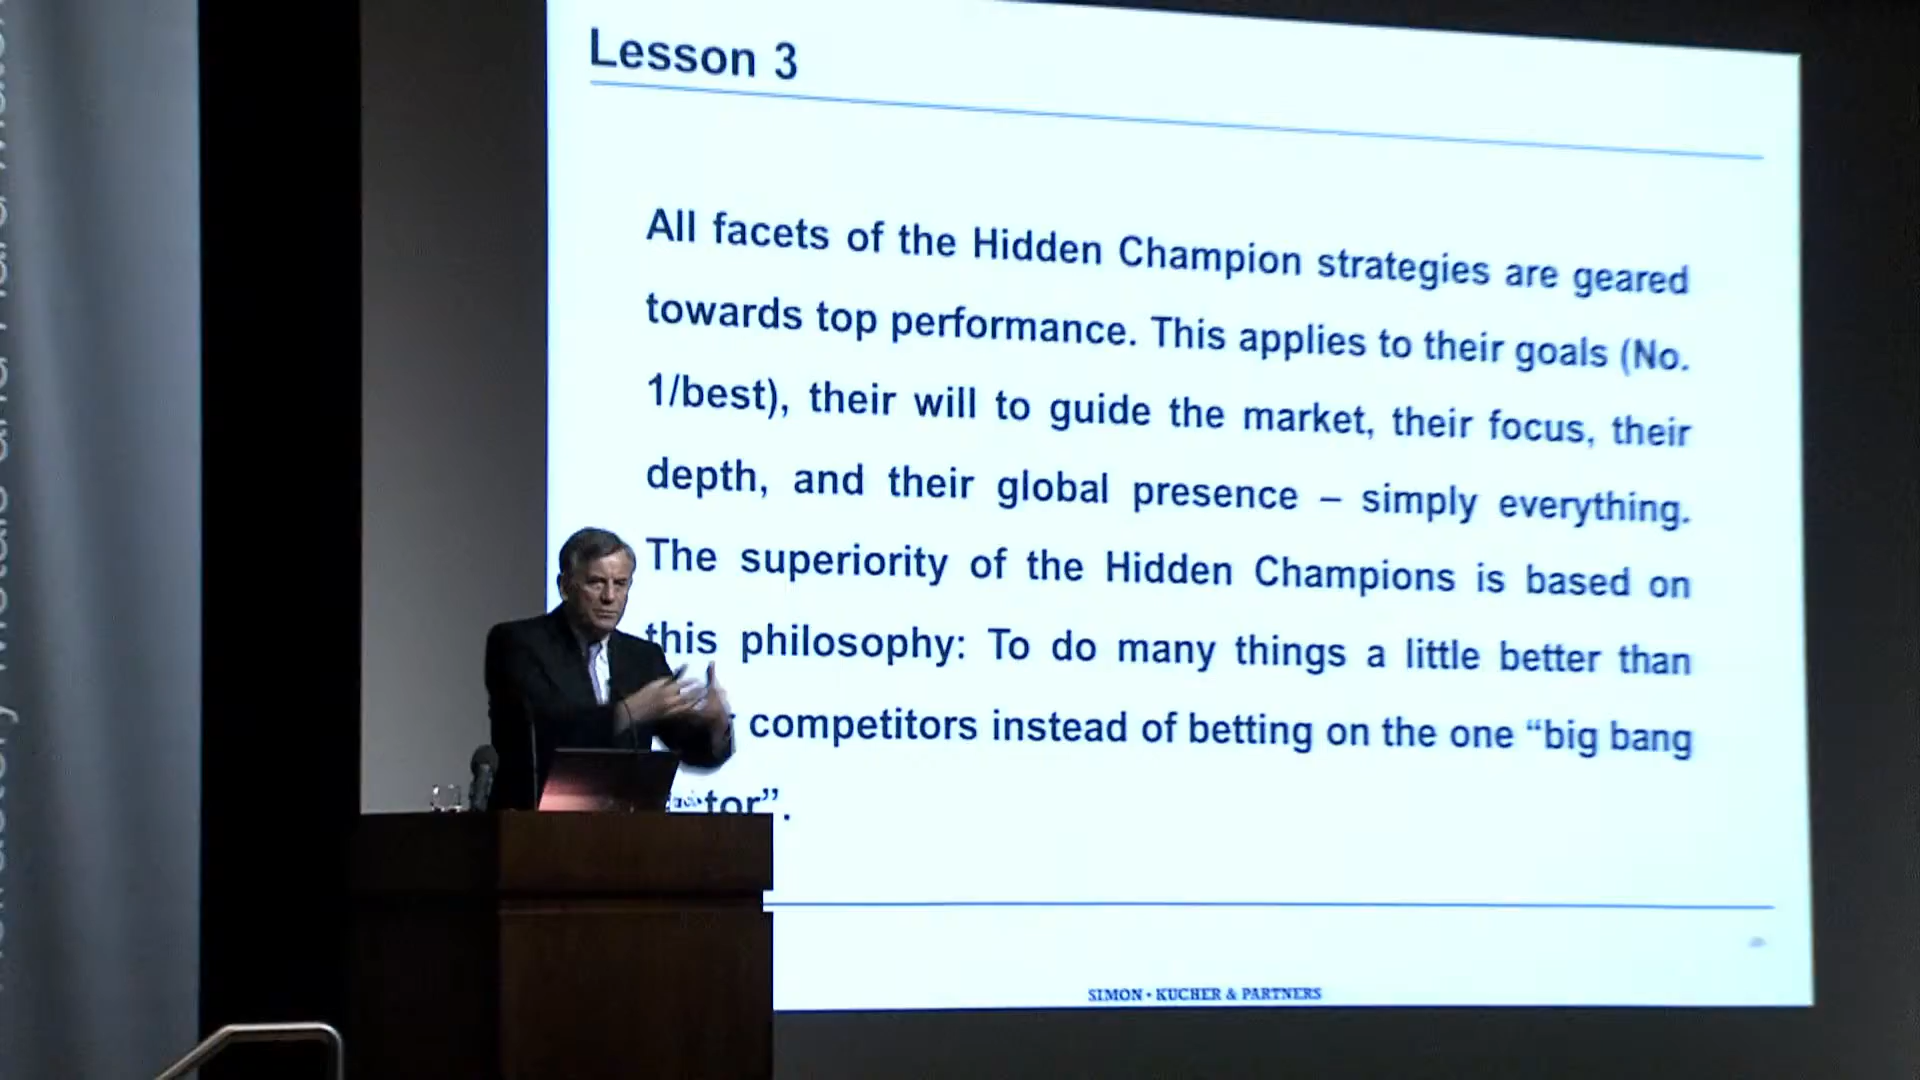 Lesson 3
All facets of the Hidden Champion strategies are geared
towards top performance. This applies to their goals (No.
1/best), their will to guide the market, their focus, their
depth, and their global presence – simply everything.
The superiority of the Hidden Champions is based on
this philosophy: To do many things a little better than
competitors instead of betting on the one “big bang
tor”.
SIMON • KUCHER & PARTNERS